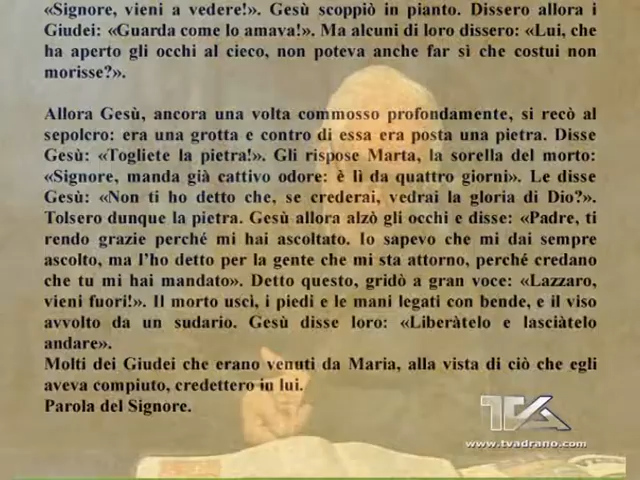 «Signore, vieni a vedere!». Gesù scoppiò in pianto. Dissero allora i
Giudei: «Guarda come lo amava!». Ma alcuni di loro dissero: «Lui, che
ha aperto gli occhi al cieco, non poteva anche far sì che costui non
morisse?».
Allora Gesù, ancora una volta commosso profondamente, si recò al
sepolcro: era una grotta e contro di essa era posta una pietra. Disse
Gesù: «Togliete la pietra!». Gli rispose Marta, la sorella del morto:
«Signore, manda già cattivo odore: è lì da quattro giorni». Le disse
Gesù: «Non ti ho detto che, se crederai, vedrai la gloria di Dio?».
Tolsero dunque la pietra. Gesù allora alzò gli occhi e disse: «Padre, ti
rendo grazie perché mi hai ascoltato. Io sapevo che mi dai sempre
ascolto, ma l'ho detto per la gente che mi sta attorno, perché credano
che tu mi hai mandato». Detto questo, gridò a gran voce: «Lazzaro,
vieni fuori!». Il morto uscì, i piedi e le mani legati con bende, e il viso
avvolto da un sudario. Gesù disse loro: «Liberàtelo e lasciàtelo
andare».
Molti dei Giudei che erano venuti da Maria, alla vista di ciò che egli
aveva compiuto, credettero in lui.
Parola del Signore.
TVA
www.tvadrano.com